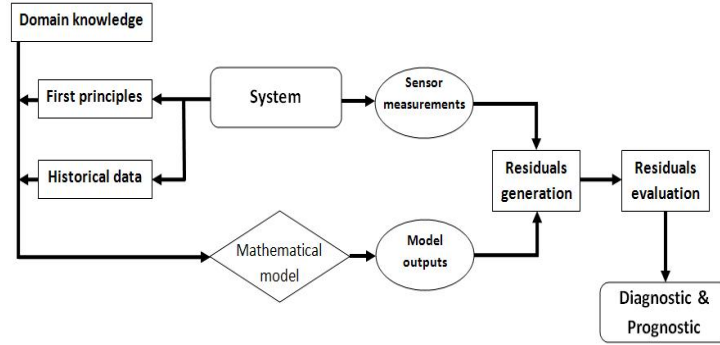 Domain knowledge
First principles
System
Sensor
measurements
Historical data
Residuals
generation
Residuals
evaluation
Mathematical
model
Model
outputs
Diagnostic &
Prognostic